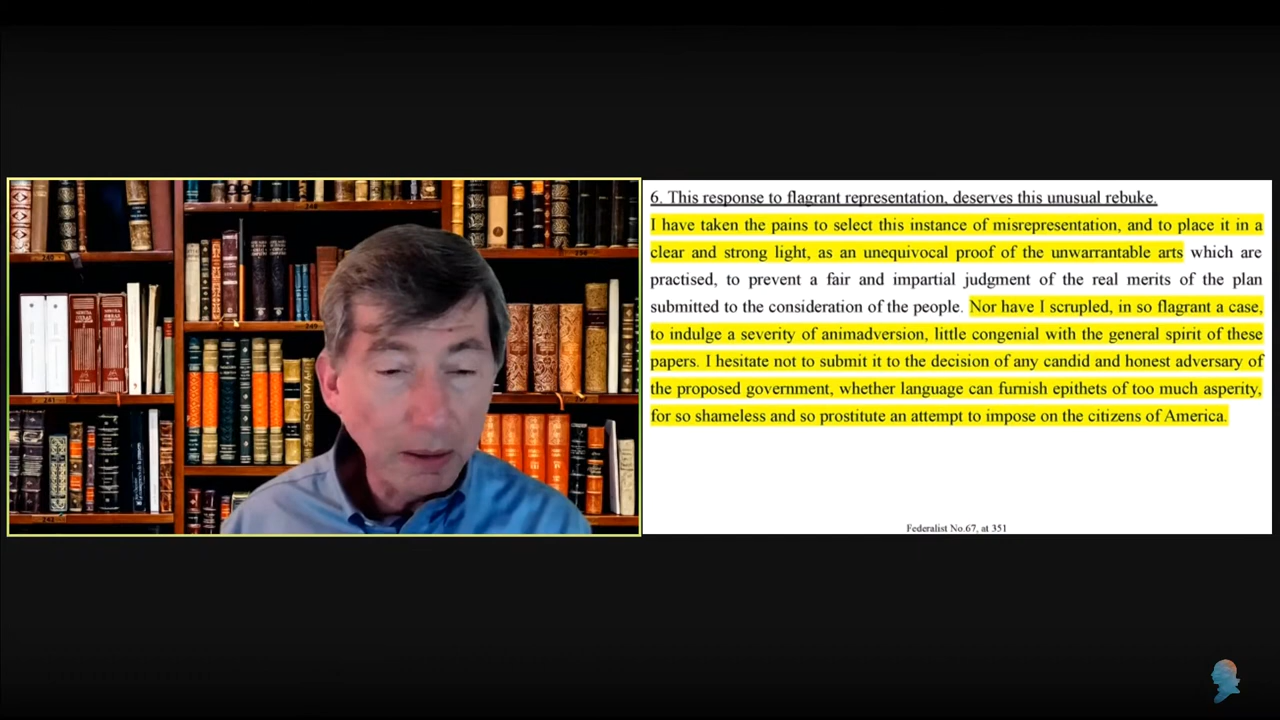 6. This response to flagrant representation, deserves this unusual rebuke.
I have taken the pains to select this instance of misrepresentation, and to place it in a
clear and strong light, as an unequivocal proof of the unwarrantable arts which are
practised, to prevent a fair and impartial judgment of the real merits of the plan
submitted to the consideration of the people. Nor have I scrupled, in so flagrant a case,
to indulge a severity of animadversion, little congenial with the general spirit of these
papers. I hesitate not to submit it to the decision of any candid and honest adversary of
the proposed government, whether language can furnish epithets of too much asperity,
for so shameless and so prostitute an attempt to impose on the citizens of America.
Federalist No.67, at 351
240
249
241
242